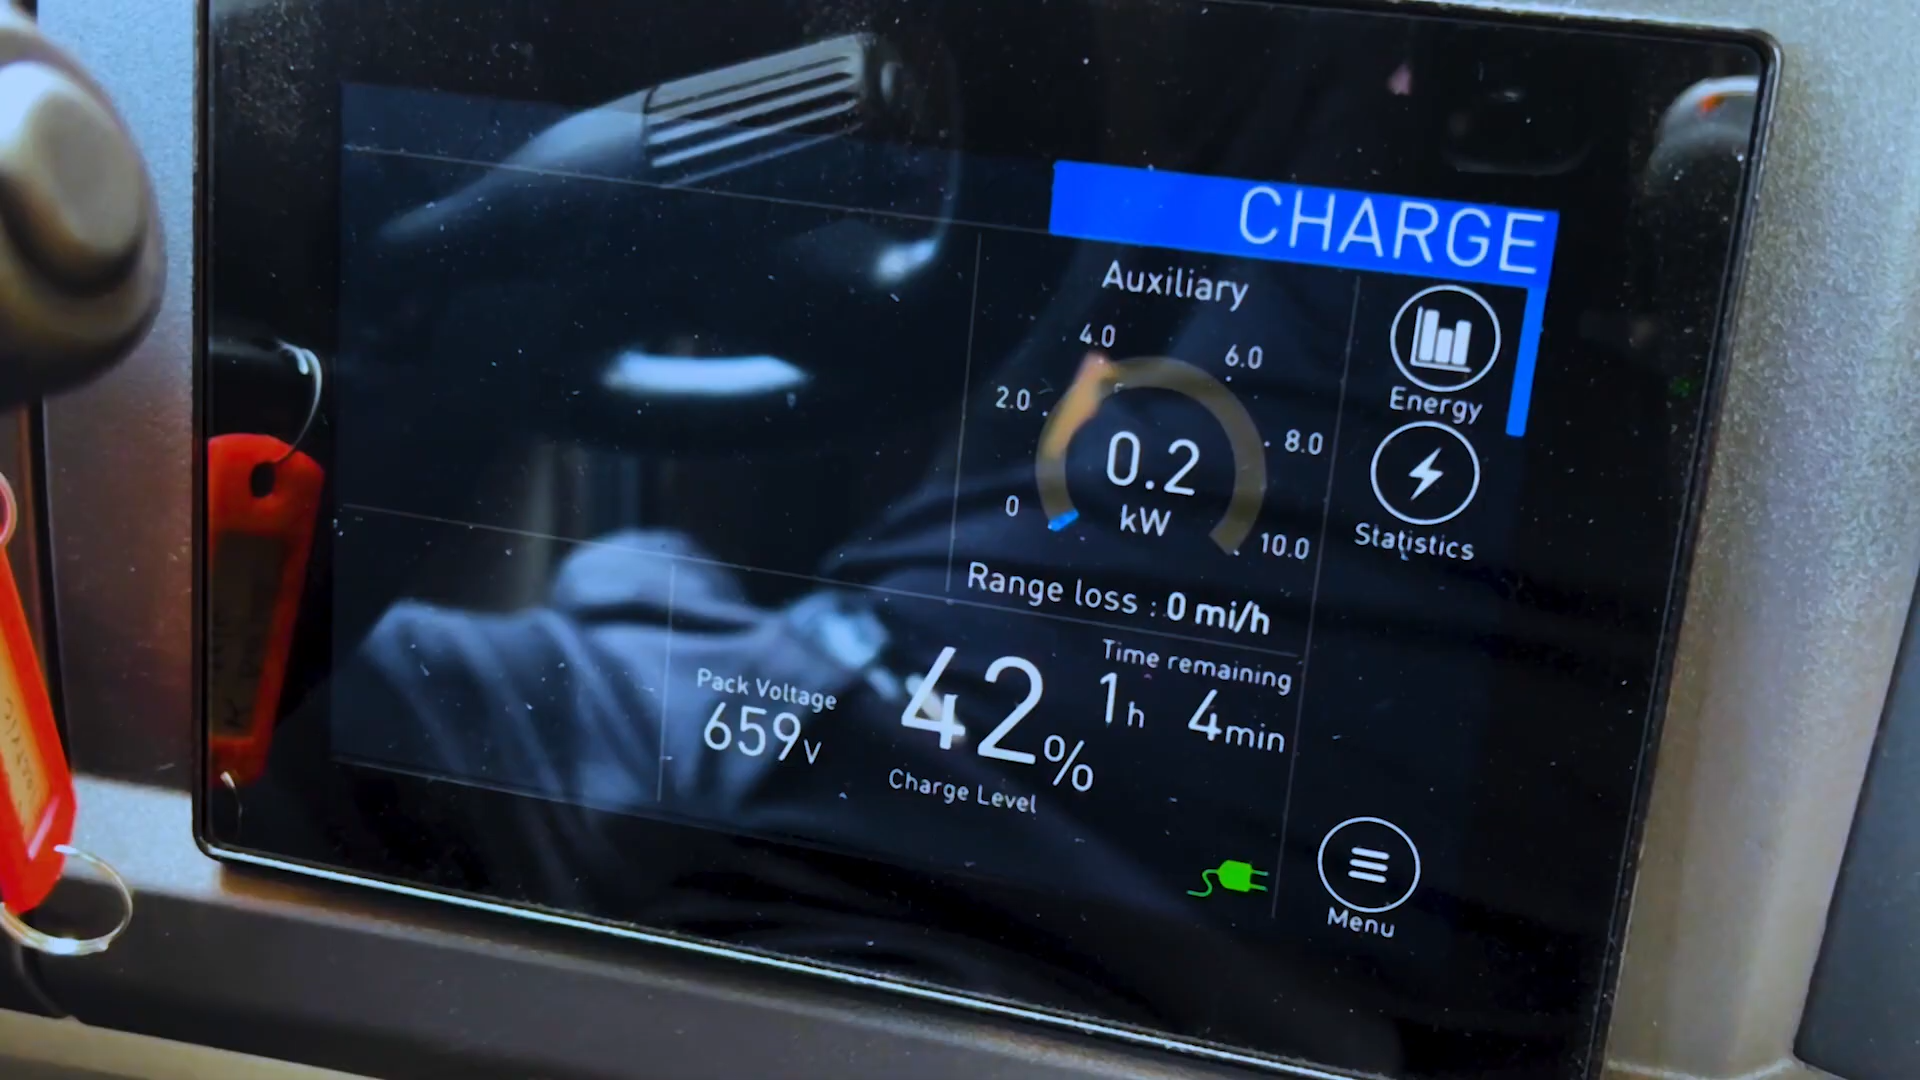 CHARGE
Auxiliary
4.0
6.0
2.0
8.0
0.2
kW
0
10.0
Range loss : 0 mi/h
Energy
Statistics
Pack Voltage
659v
42%
Charge Level
Time remaining
1h 4min
Menu